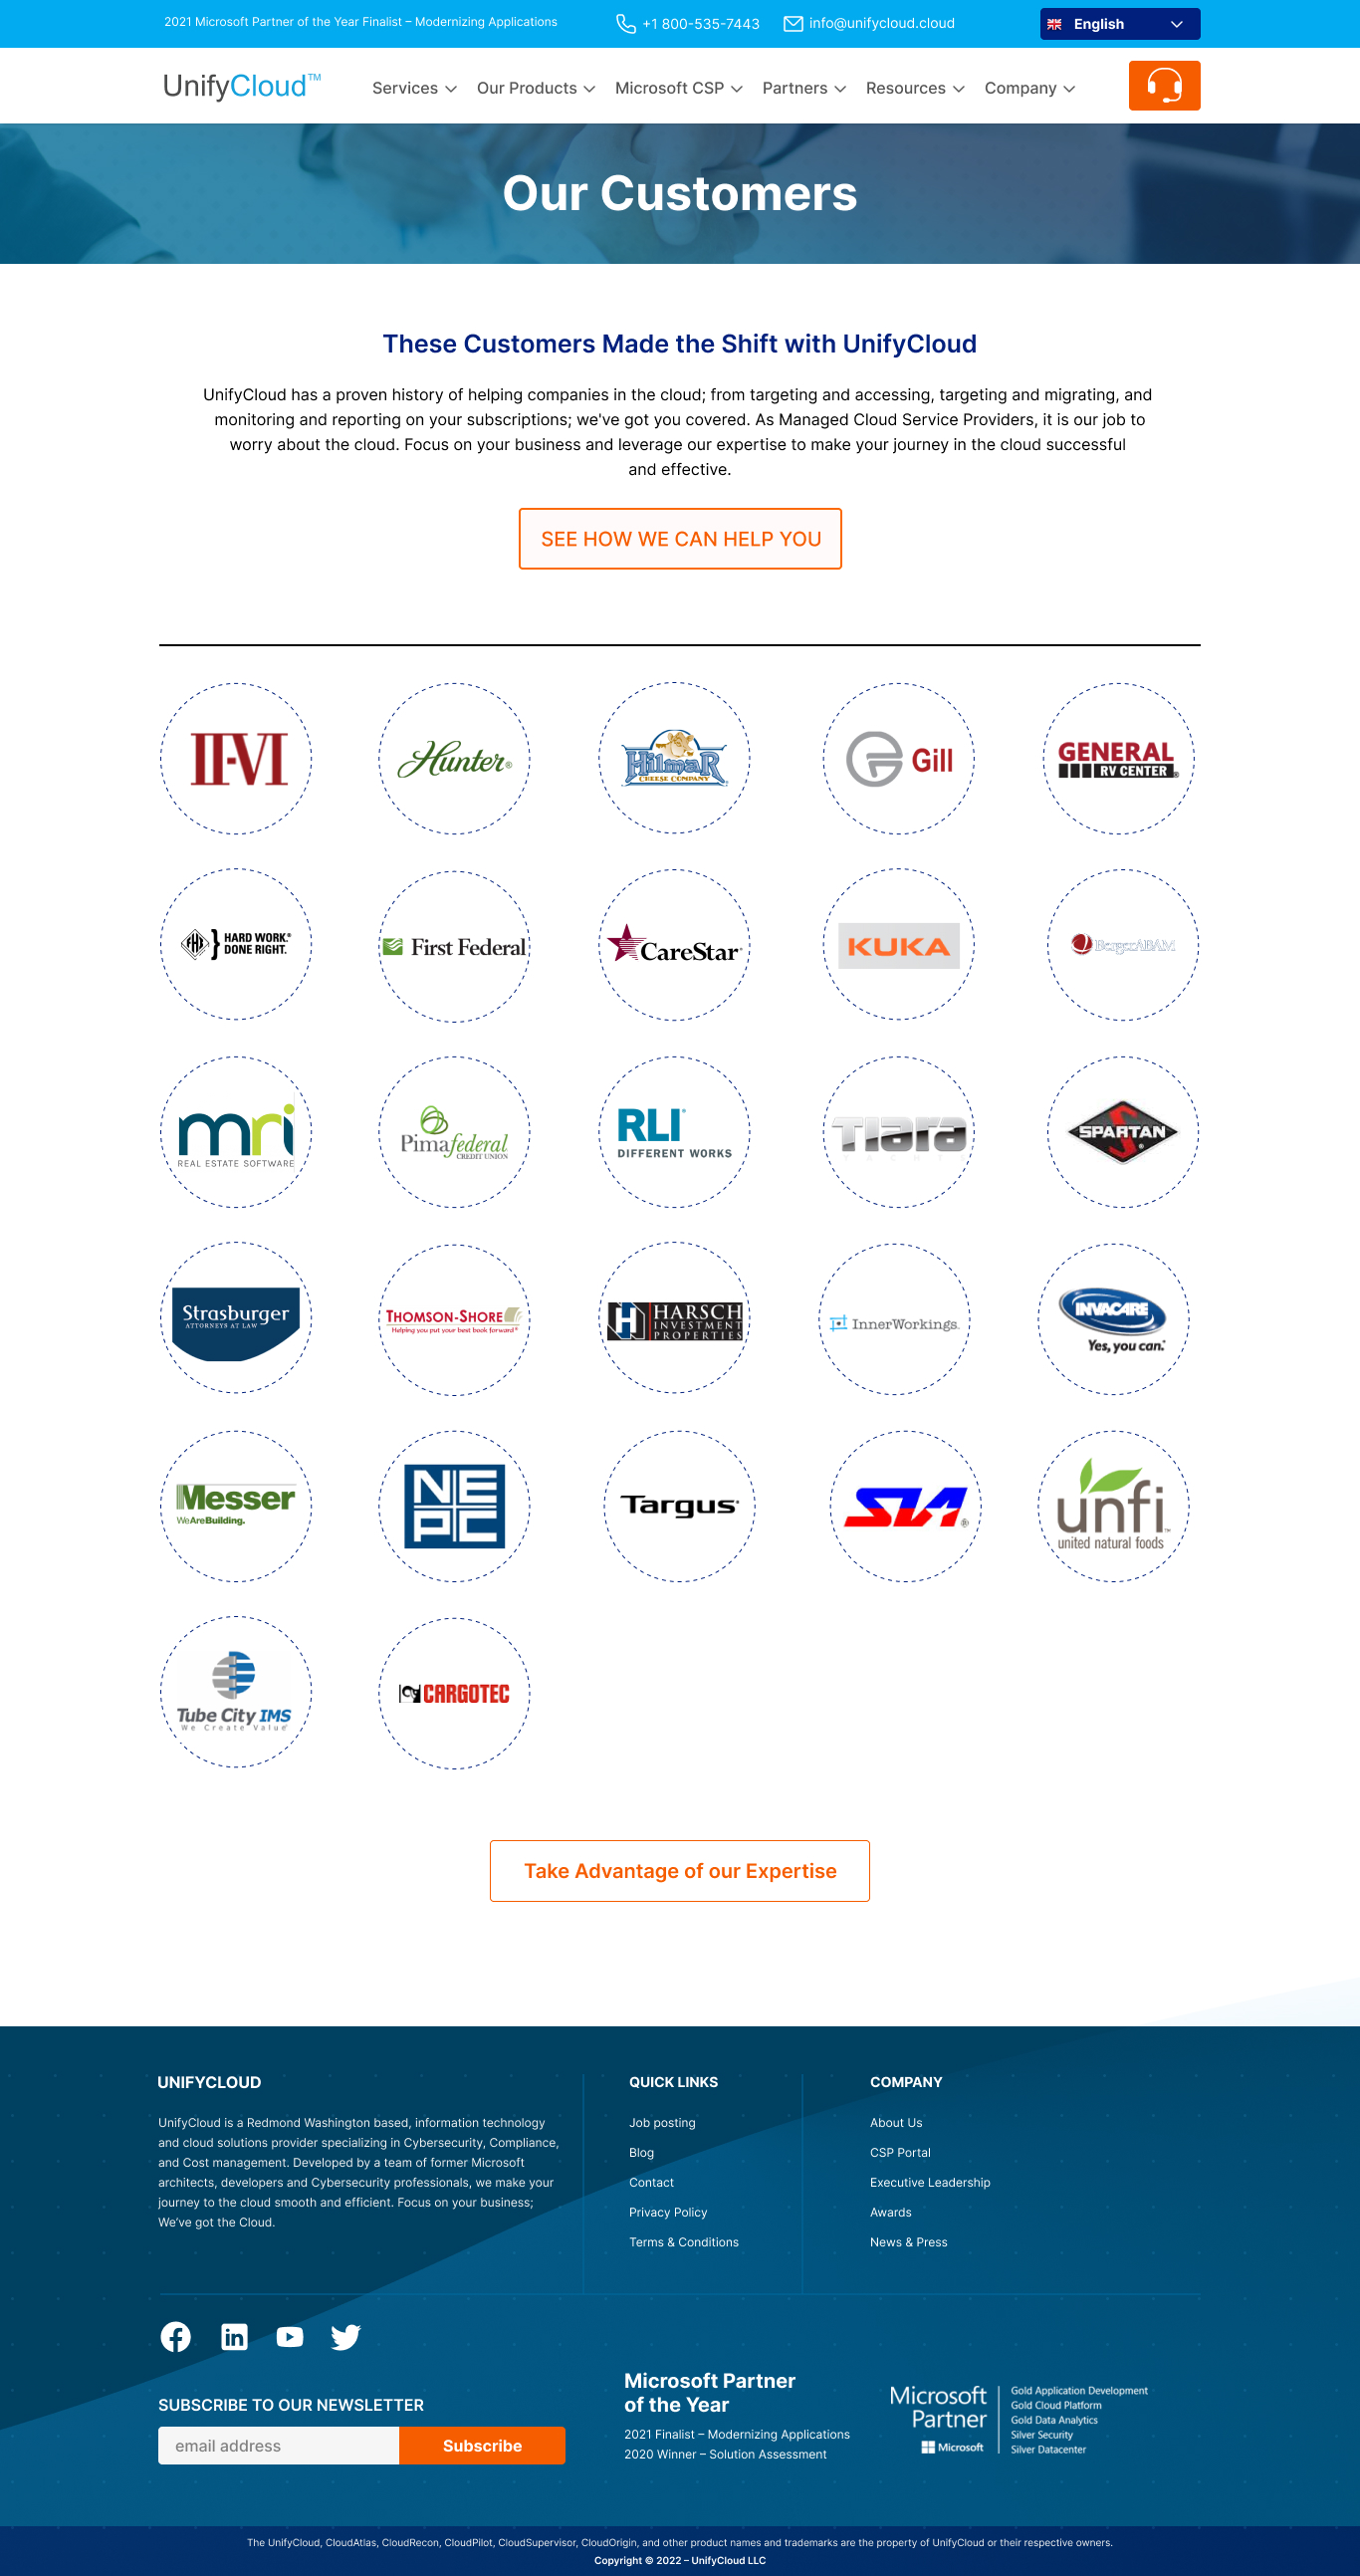 2021 Microsoft Partner of the Year Finalist – Modernizing Applications
+1 800-535-7443
info@unifycloud.cloud
English
UnifyCloud™
Services
Our Products
Microsoft CSP
Partners
Resources
Company
Our Customers
These Customers Made the Shift with UnifyCloud
UnifyCloud has a proven history of helping companies in the cloud; from targeting and accessing, targeting and migrating, and
monitoring and reporting on your subscriptions; we've got you covered. As Managed Cloud Service Providers, it is our job to
worry about the cloud. Focus on your business and leverage our expertise to make your journey in the cloud successful
and effective.
SEE HOW WE CAN HELP YOU
II-VI
Hunter®
Hilmar
CHEESE COMPANY
Gill
GENERAL
RV CENTER®
FHD
HARD WORK.®
DONE RIGHT.
First Federal
CareStar
KUKA
BergerABAM
mri
REAL ESTATE SOFTWARE
Pimafederal
CREDIT UNION
RLI®
DIFFERENT WORKS
TIARA
YACHTS
SPARTAN®
Strasburger
ATTORNEYS AT LAW
THOMSON-SHORE
Helping you put your best book forward®
H
HARSCH
INVESTMENT
PROPERTIES
InnerWorkings.
INVACARE
Yes, you can.®
Messer
We Are Building.
NE
PC
Targus®
SVA®
unfi™
united natural foods
Tube City IMS
We Create Value
CARGOTEC
Take Advantage of our Expertise
UNIFYCLOUD
UnifyCloud is a Redmond Washington based, information technology
and cloud solutions provider specializing in Cybersecurity, Compliance,
and Cost management. Developed by a team of former Microsoft
architects, developers and Cybersecurity professionals, we make your
journey to the cloud smooth and efficient. Focus on your business;
We've got the Cloud.
QUICK LINKS
Job posting
Blog
Contact
Privacy Policy
Terms & Conditions
COMPANY
About Us
CSP Portal
Executive Leadership
Awards
News & Press
SUBSCRIBE TO OUR NEWSLETTER
email address
Subscribe
Microsoft Partner
of the Year
2021 Finalist – Modernizing Applications
2020 Winner – Solution Assessment
Microsoft
Partner
Microsoft
Gold Application Development
Gold Cloud Platform
Gold Data Analytics
Silver Security
Silver Datacenter
The UnifyCloud, CloudAtlas, CloudRecon, CloudPilot, CloudSupervisor, CloudOrigin, and other product names and trademarks are the property of UnifyCloud or their respective owners.
Copyright © 2022 – UnifyCloud LLC